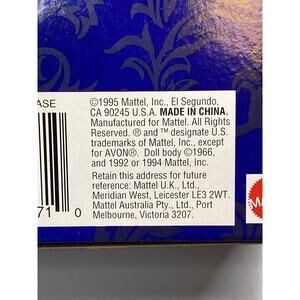 ASE
©1995 Mattel, Inc., El Segundo,
CA 90245 U.S.A. MADE IN CHINA.
Manufactured for Mattel. All Rights
Reserved. ® and ™ designate U.S.
trademarks of Mattel, Inc., except
for AVON®. Doll body ©1966,
and 1992 or 1994 Mattel, Inc.
Retain this address for future
reference: Mattel U.K., Ltd.,
Meridian West, Leicester LE3 2WT.
Mattel Australia Pty., Ltd., Port
Melbourne, Victoria 3207.
71 0
Ma